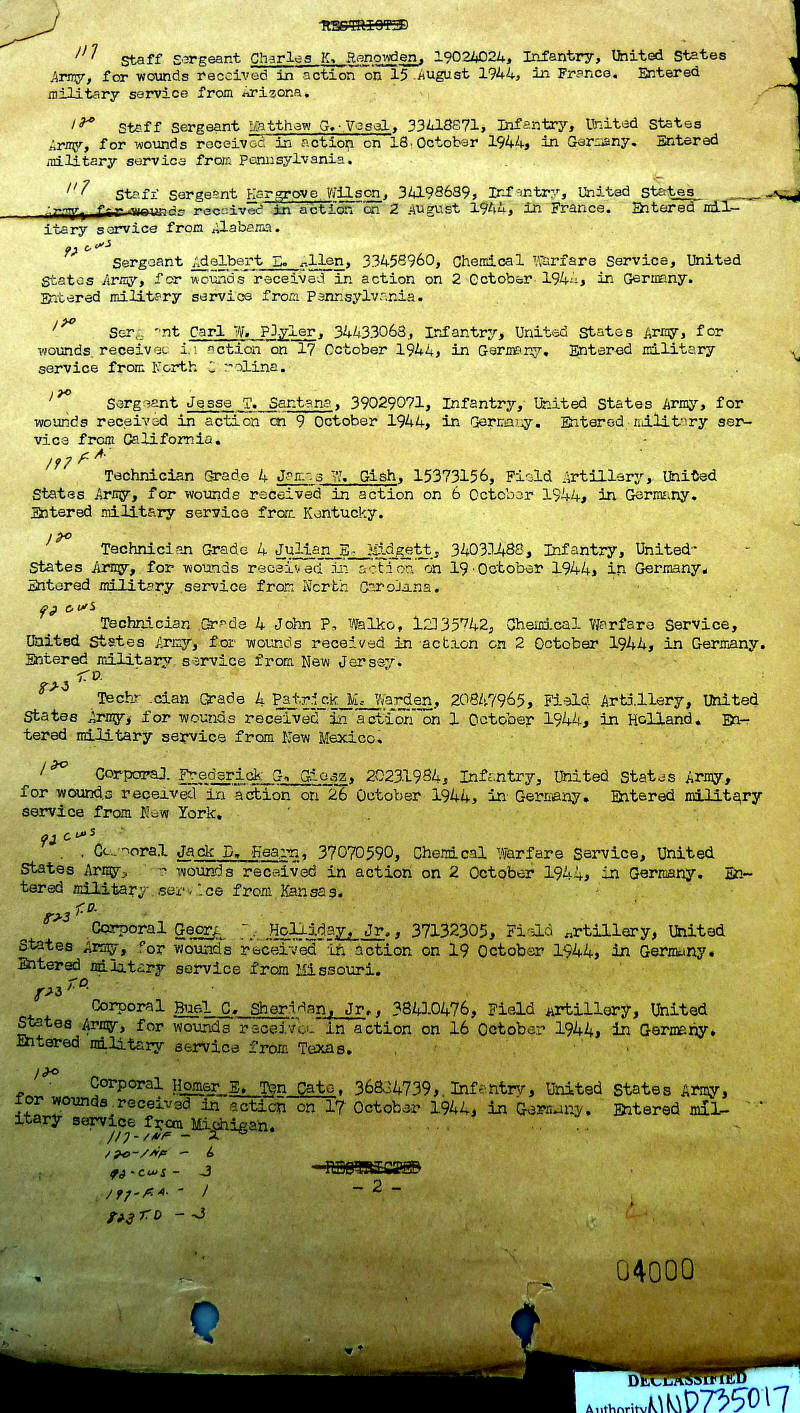 RESTRICTED
117
Staff Sergeant Charles K. Renowden, 19024024, Infantry, United States
Army, for wounds received in action on 15 August 1944, in France. Entered
military service from Arizona.
120
Staff Sergeant Matthew G. Vesel, 33418871, Infantry, United States
Army, for wounds received in action on 18 October 1944, in Germany. Entered
military service from Pennsylvania.
117
Staff Sergeant Hargrove Wilson, 34198689, Infantry, United States
Army, for wounds received in action on 2 August 1944, in France. Entered mil-
itary service from Alabama.
92 CWS
Sergeant Adelbert E. Allen, 33458960, Chemical Warfare Service, United
States Army, for wounds received in action on 2 October 1944, in Germany.
Entered military service from Pennsylvania.
120
Sergeant Carl W. Plyler, 34433068, Infantry, United States Army, for
wounds received in action on 17 October 1944, in Germany. Entered military
service from North Carolina.
120
Sergeant Jesse T. Santana, 39029071, Infantry, United States Army, for
wounds received in action on 9 October 1944, in Germany. Entered military ser-
vice from California.
197 F.A.
Technician Grade 4 James W. Gish, 15373156, Field Artillery, United
States Army, for wounds received in action on 6 October 1944, in Germany.
Entered military service from Kentucky.
120
Technician Grade 4 Julian E. Midgett, 34031488, Infantry, United
States Army, for wounds received in action on 19 October 1944, in Germany.
Entered military service from North Carolina.
92 CWS
Technician Grade 4 John P. Walko, 12135742, Chemical Warfare Service,
United States Army, for wounds received in action on 2 October 1944, in Germany.
Entered military service from New Jersey.
823 T.D.
Technician Grade 4 Patrick M. Warden, 20847965, Field Artillery, United
States Army, for wounds received in action on 1 October 1944, in Holland. En-
tered military service from New Mexico.
120
Corporal Frederick G. Giesz, 20231984, Infantry, United States Army,
for wounds received in action on 26 October 1944, in Germany. Entered military
service from New York.
92 CWS
Corporal Jack D. Hearn, 37070590, Chemical Warfare Service, United
States Army, for wounds received in action on 2 October 1944, in Germany. En-
tered military service from Kansas.
823 T.D.
Corporal George Holliday, Jr., 37132305, Field Artillery, United
States Army, for wounds received in action on 19 October 1944, in Germany.
Entered military service from Missouri.
823 T.D.
Corporal Buel C. Sheridan, Jr., 38410476, Field Artillery, United
States Army, for wounds received in action on 16 October 1944, in Germany.
Entered military service from Texas.
120
Corporal Homer E. Ten Cate, 36834739, Infantry, United States Army,
for wounds received in action on 17 October 1944, in Germany. Entered mil-
itary service from Michigan.
117-INF - 2
120-INF - 6
92-CWS - 3
197-F.A. - 1
823 T.D - 3
RESTRICTED
- 2 -
04000
DECLASSIFIED
Authority NND735017